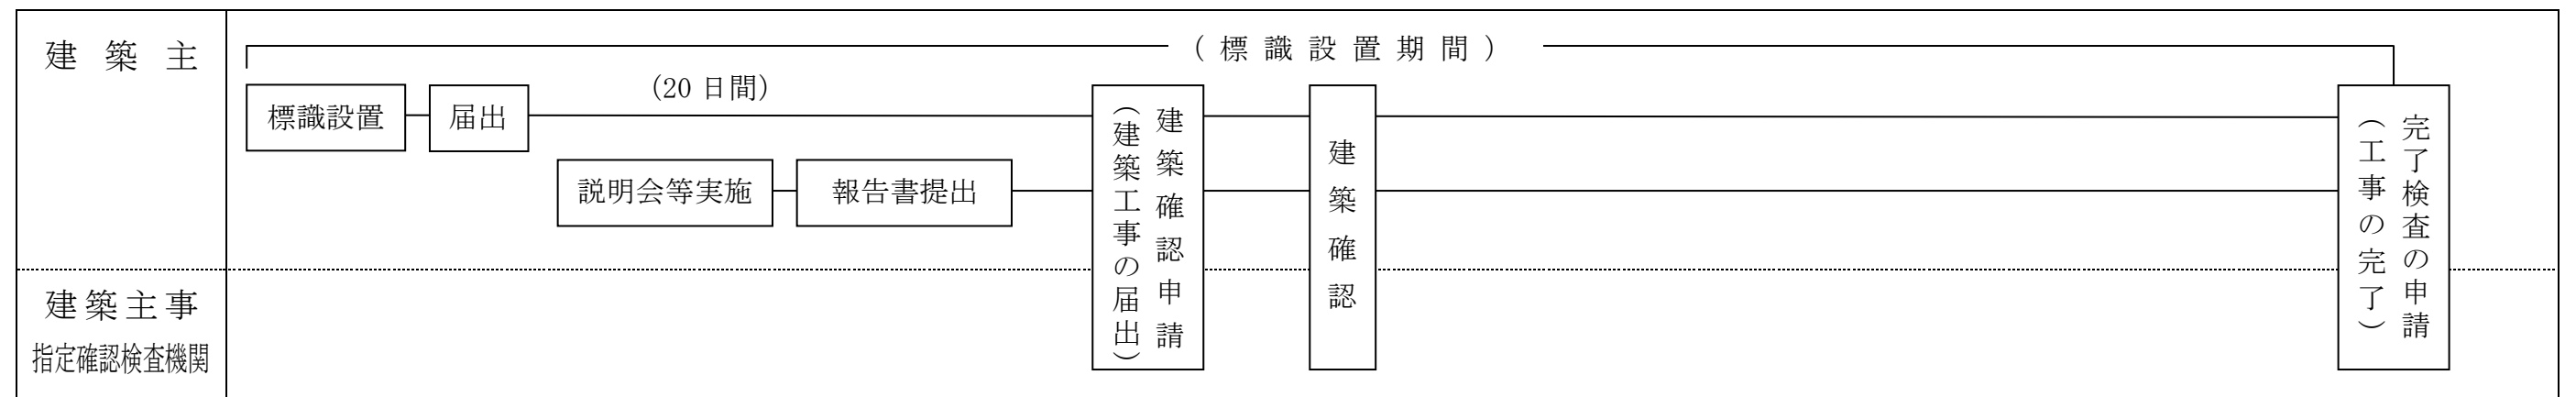 建築主
(標識設置期間)
(20日間)
標識設置
届出
説明会等実施
報告書提出
建築確認申請
(建築工事の届出)
建築確認
完了検査の申請
(工事の完了)
建築主事
指定確認検査機関